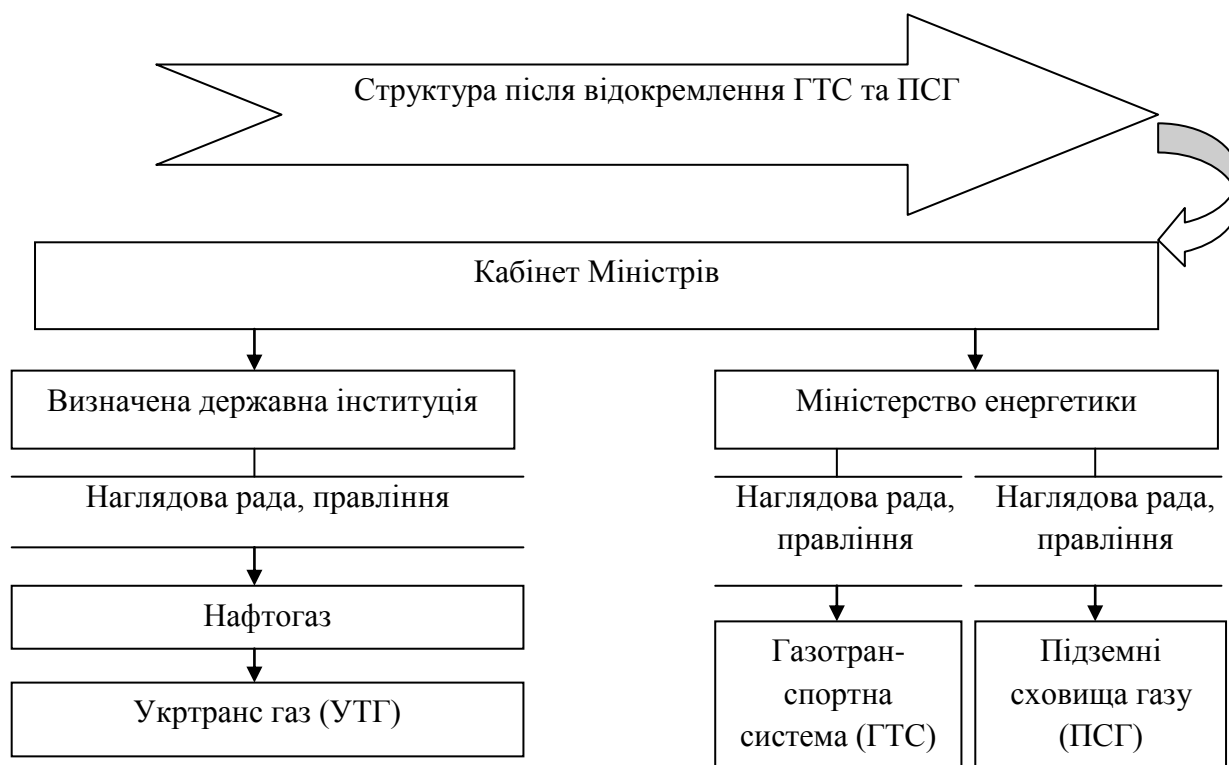 Структура після відокремлення ГТС та ПСГ
Кабінет Міністрів
Визначена державна інституція
Міністерство енергетики
Наглядова рада, правління
Наглядова рада,
правління
Наглядова рада,
правління
Нафтогаз
Укртранс газ (УТГ)
Газотран-
спортна
система (ГТС)
Підземні
сховища газу
(ПСГ)